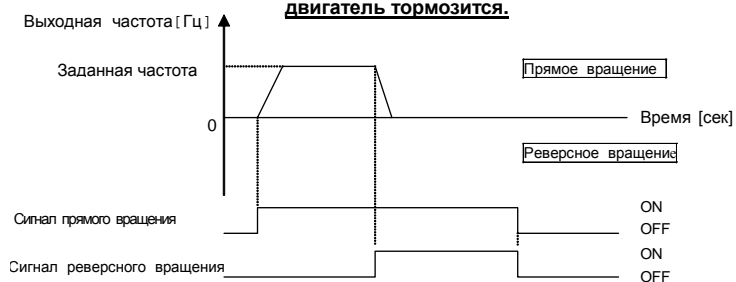 двигатель тормозится.
Выходная частота[Гц]
Заданная частота
Прямое вращение
0
Время [сек]
Реверсное вращение
Сигнал прямого вращения
ON
OFF
Сигнал реверсного вращения
ON
OFF